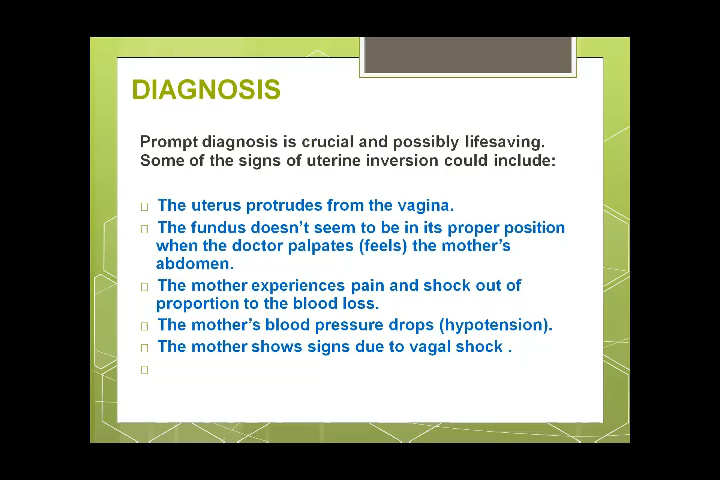 DIAGNOSIS
Prompt diagnosis is crucial and possibly lifesaving.
Some of the signs of uterine inversion could include:
The uterus protrudes from the vagina.
The fundus doesn’t seem to be in its proper position
when the doctor palpates (feels) the mother’s
abdomen.
The mother experiences pain and shock out of
proportion to the blood loss.
The mother’s blood pressure drops (hypotension).
The mother shows signs due to vagal shock .